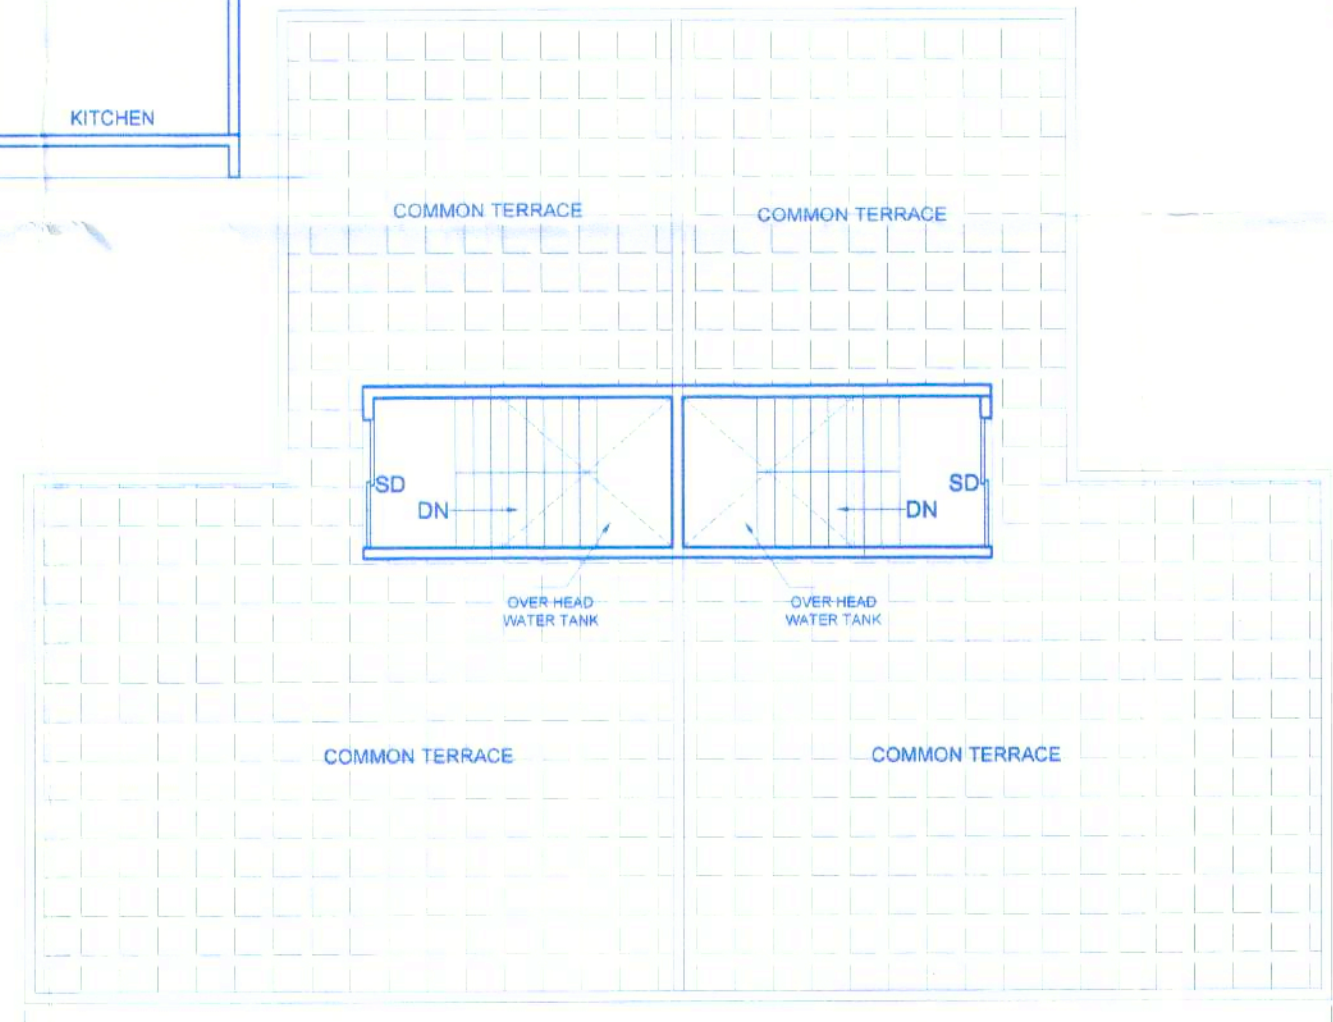 KITCHEN
COMMON TERRACE
COMMON TERRACE
SD
DN
SD
DN
OVER HEAD
WATER TANK
OVER HEAD
WATER TANK
COMMON TERRACE
COMMON TERRACE